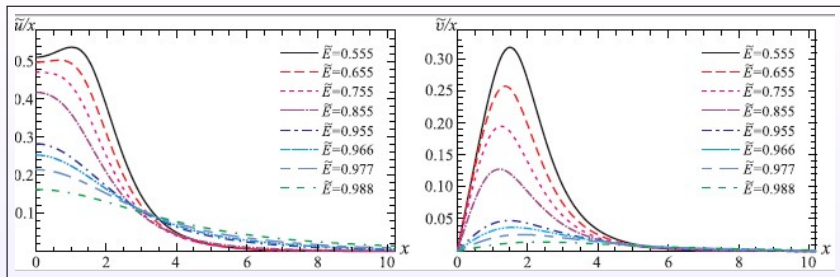 ũ/x
0.5
0.4
0.3
0.2
0.1
0
2
4
6
8
10
x
Ẽ=0.555
Ẽ=0.655
Ẽ=0.755
Ẽ=0.855
Ẽ=0.955
Ẽ=0.966
Ẽ=0.977
Ẽ=0.988
ṽ/x
0.30
0.25
0.20
0.15
0.10
0.05
0
2
4
6
8
10
x
Ẽ=0.555
Ẽ=0.655
Ẽ=0.755
Ẽ=0.855
Ẽ=0.955
Ẽ=0.966
Ẽ=0.977
Ẽ=0.988